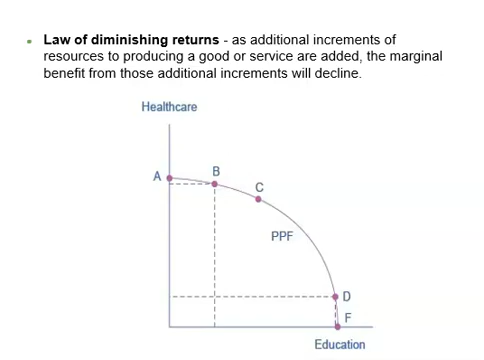 Law of diminishing returns - as additional increments of
resources to producing a good or service are added, the marginal
benefit from those additional increments will decline.
Healthcare
A
B
C
PPF
D
F
Education